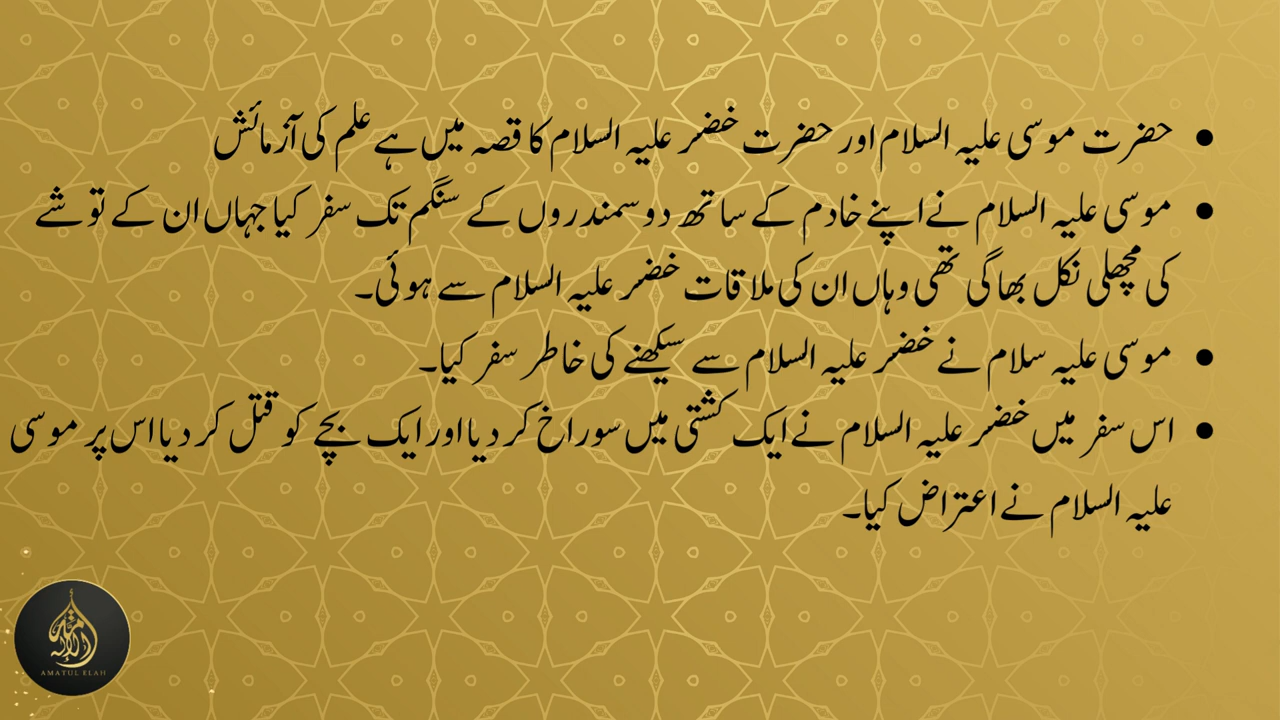 • حضرت موسی علیہ السلام اور حضرت خضر علیہ السلام کا قصہ میں ہے علم کی آزمائش
• موسی علیہ السلام نے اپنے خادم کے ساتھ دو سمندروں کے سنگم تک سفر کیا جہاں ان کے توشے
کی مچھلی نکل بھاگی تھی وہاں ان کی ملاقات خضر علیہ السلام سے ہوئی۔
• موسی علیہ سلام نے خضر علیہ السلام سے سیکھنے کی خاطر سفر کیا۔
• اس سفر میں خضر علیہ السلام نے ایک کشتی میں سوراخ کر دیا اور ایک بچے کو قتل کر دیا اس پر موسی
علیہ السلام نے اعتراض کیا۔
AMATUL ELAH